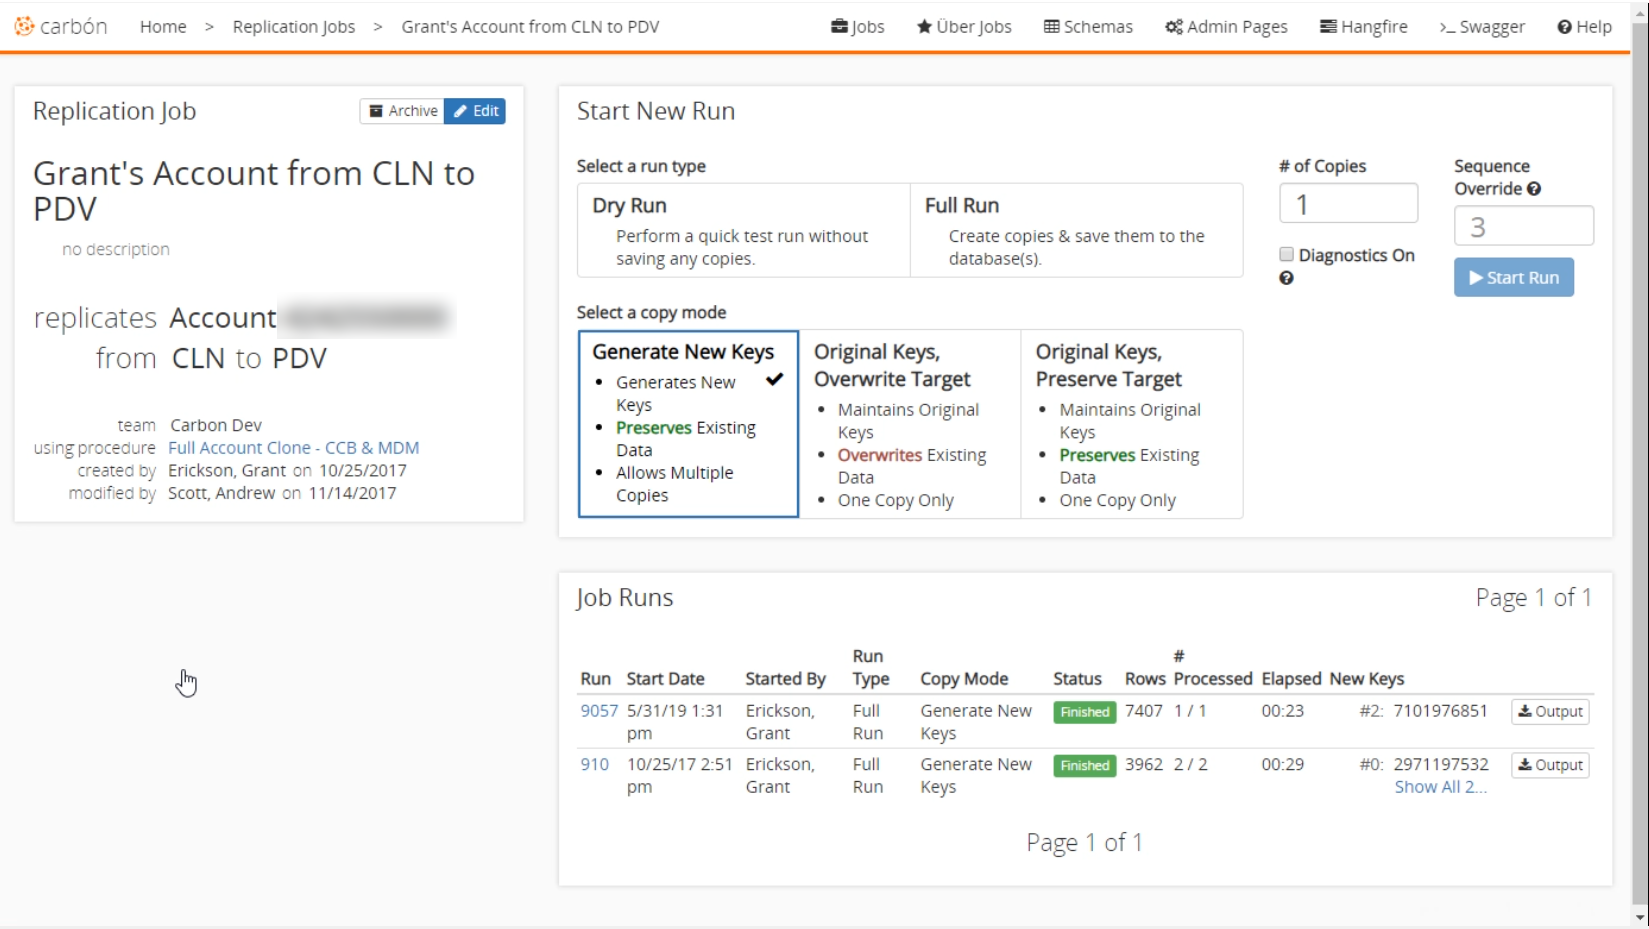 carbón Home > Replication Jobs > Grant's Account from CLN to PDV Jobs Über Jobs Schemas Admin Pages Hangfire >_ Swagger Help
Replication Job Archive Edit
Grant's Account from CLN to
PDV
no description
replicates Account
from CLN to PDV
team Carbon Dev
using procedure Full Account Clone - CCB & MDM
created by Erickson, Grant on 10/25/2017
modified by Scott, Andrew on 11/14/2017
Start New Run
Select a run type
Dry Run
Perform a quick test run without
saving any copies.
Full Run
Create copies & save them to the
database(s).
# of Copies
1
Diagnostics On
Sequence
Override
3
Start Run
Select a copy mode
Generate New Keys
• Generates New
Keys
• Preserves Existing
Data
• Allows Multiple
Copies
Original Keys,
Overwrite Target
• Maintains Original
Keys
• Overwrites Existing
Data
• One Copy Only
Original Keys,
Preserve Target
• Maintains Original
Keys
• Preserves Existing
Data
• One Copy Only
Job Runs Page 1 of 1
Run #
Run Start Date Started By Type Copy Mode Status Rows Processed Elapsed New Keys
9057 5/31/19 1:31 Erickson, Full Generate New Finished 7407 1 / 1 00:23 #2: 7101976851 Output
pm Grant Run Keys
910 10/25/17 2:51 Erickson, Full Generate New Finished 3962 2 / 2 00:29 #0: 2971197532 Output
pm Grant Run Keys Show All 2...
Page 1 of 1